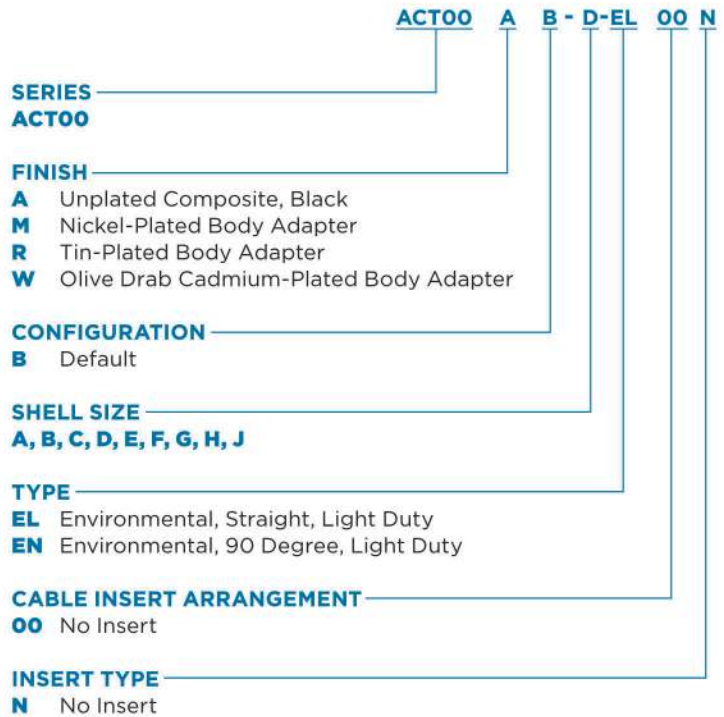 ACT00 A B - D-EL 00 N
SERIES
ACT00
FINISH
A Unplated Composite, Black
M Nickel-Plated Body Adapter
R Tin-Plated Body Adapter
W Olive Drab Cadmium-Plated Body Adapter
CONFIGURATION
B Default
SHELL SIZE
A, B, C, D, E, F, G, H, J
TYPE
EL Environmental, Straight, Light Duty
EN Environmental, 90 Degree, Light Duty
CABLE INSERT ARRANGEMENT
00 No Insert
INSERT TYPE
N No Insert